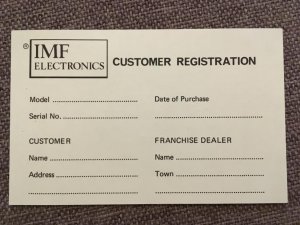 ® IMF
ELECTRONICS
CUSTOMER REGISTRATION
Model ........................... Date of Purchase
Serial No. ........................... ...........................
CUSTOMER FRANCHISE DEALER
Name ........................... Name ...........................
Address ........................... Town ...........................
...........................  ...........................